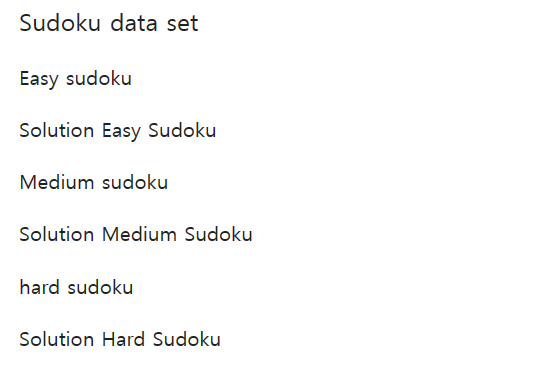 Sudoku data set
Easy sudoku
Solution Easy Sudoku
Medium sudoku
Solution Medium Sudoku
hard sudoku
Solution Hard Sudoku